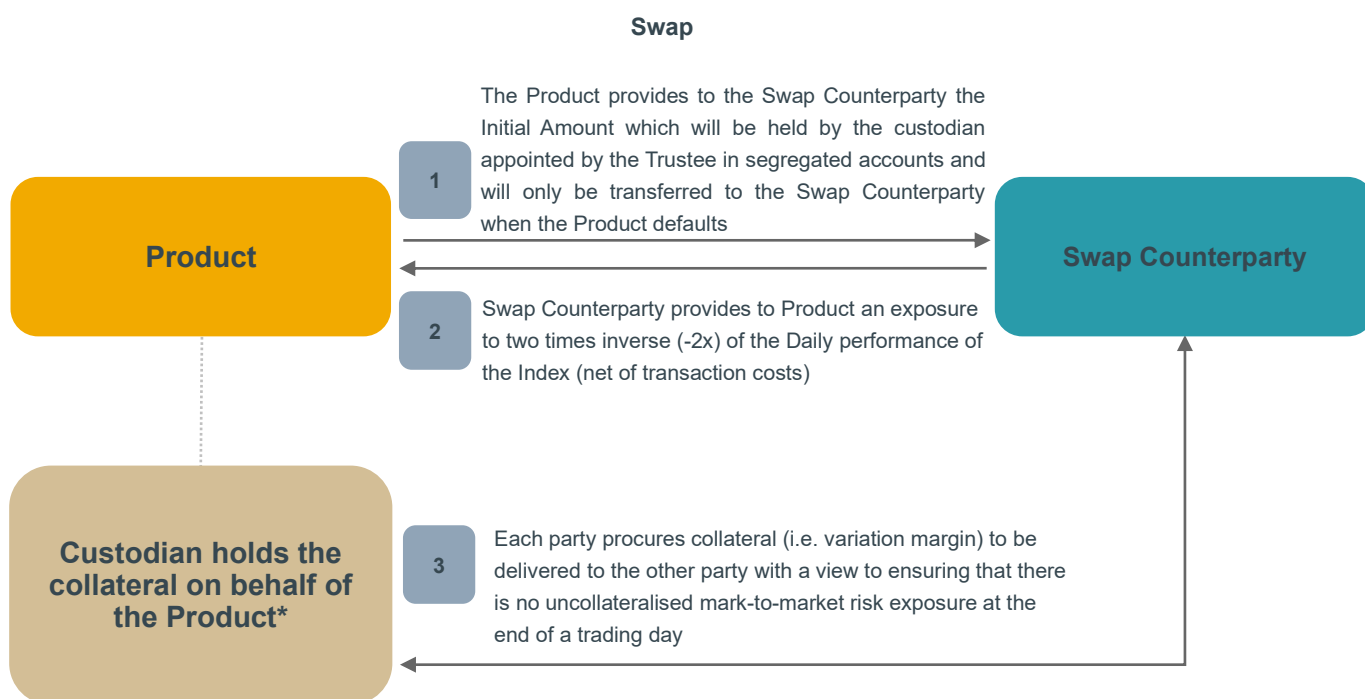 Swap
The Product provides to the Swap Counterparty the
Initial Amount which will be held by the custodian
appointed by the Trustee in segregated accounts and
will only be transferred to the Swap Counterparty
when the Product defaults
1
Product
Swap Counterparty
2
Swap Counterparty provides to Product an exposure
to two times inverse (-2x) of the Daily performance of
the Index (net of transaction costs)
Custodian holds the
collateral on behalf of
the Product*
3
Each party procures collateral (i.e. variation margin) to be
delivered to the other party with a view to ensuring that there
is no uncollateralised mark-to-market risk exposure at the
end of a trading day